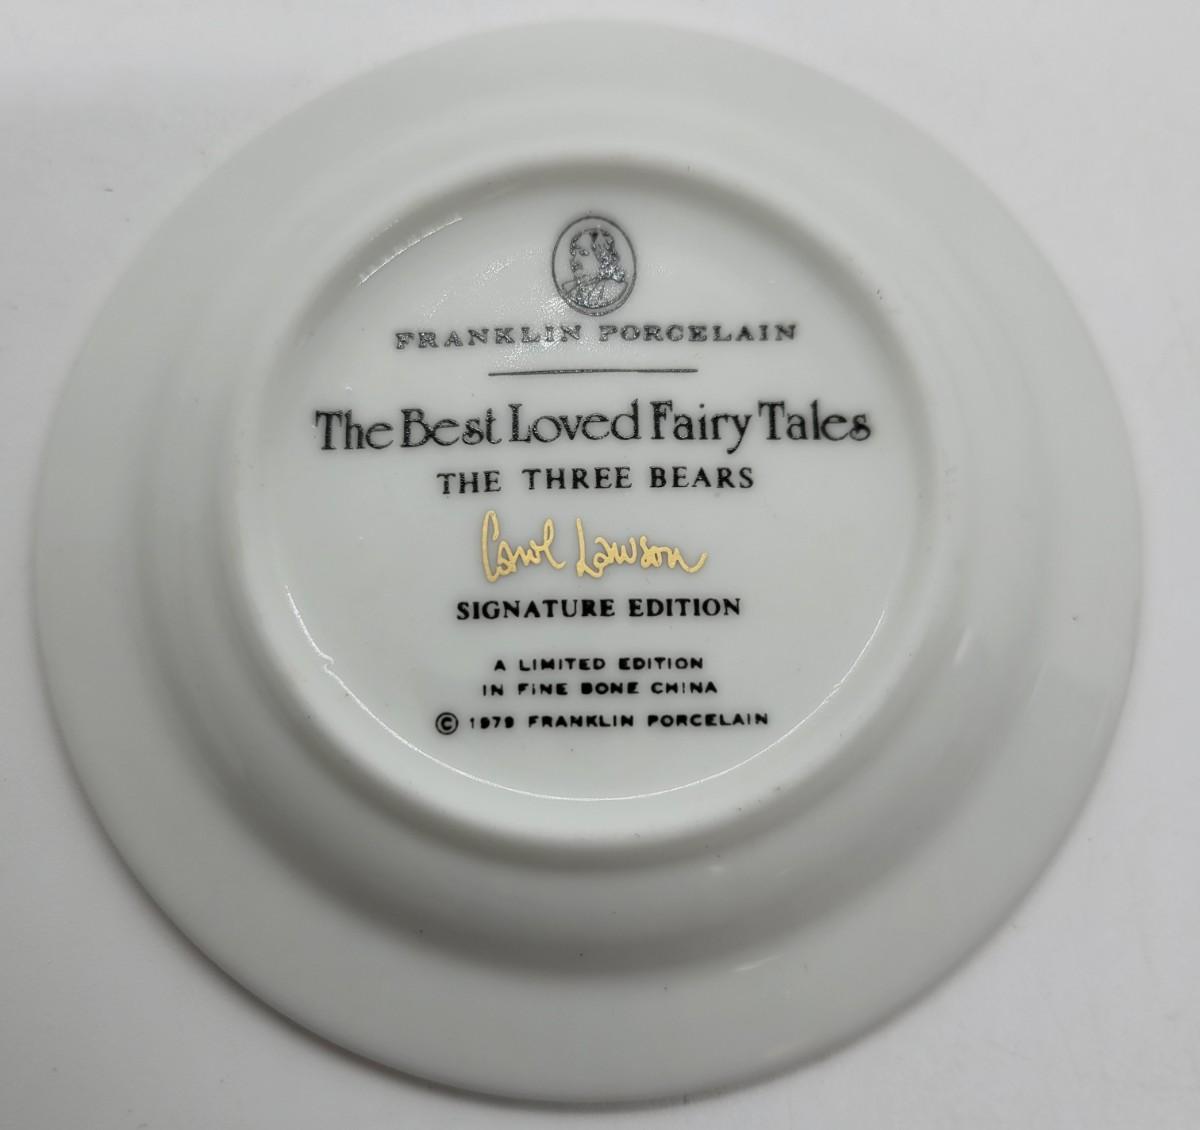 FRANKLIN PORCELAIN
The Best Loved Fairy Tales
THE THREE BEARS
Carol Lawson
SIGNATURE EDITION
A LIMITED EDITION
IN FINE BONE CHINA
© 1979 FRANKLIN PORCELAIN